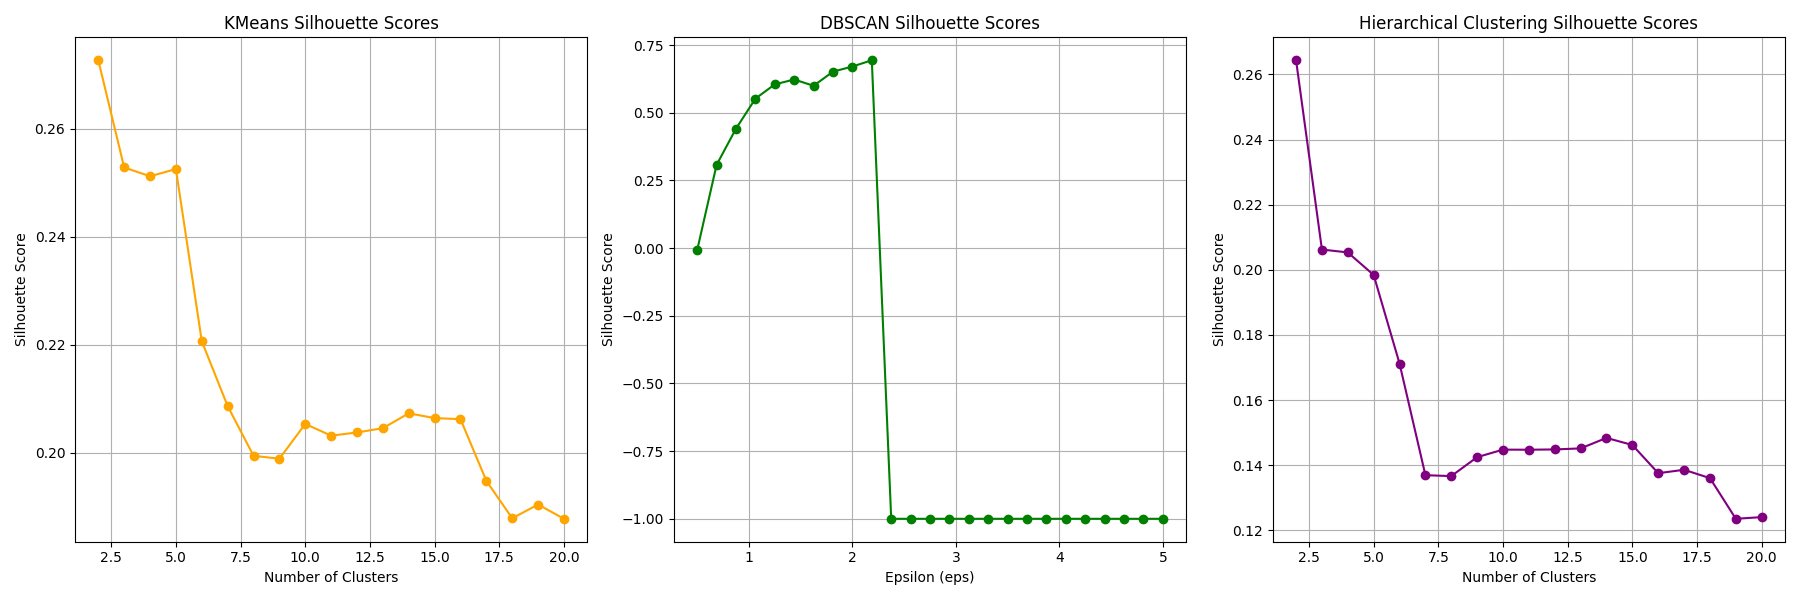 KMeans Silhouette Scores
Silhouette Score
0.26
0.24
0.22
0.20
2.5 5.0 7.5 10.0 12.5 15.0 17.5 20.0
Number of Clusters
DBSCAN Silhouette Scores
Silhouette Score
0.75
0.50
0.25
0.00
−0.25
−0.50
−0.75
−1.00
1 2 3 4 5
Epsilon (eps)
Hierarchical Clustering Silhouette Scores
Silhouette Score
0.26
0.24
0.22
0.20
0.18
0.16
0.14
0.12
2.5 5.0 7.5 10.0 12.5 15.0 17.5 20.0
Number of Clusters